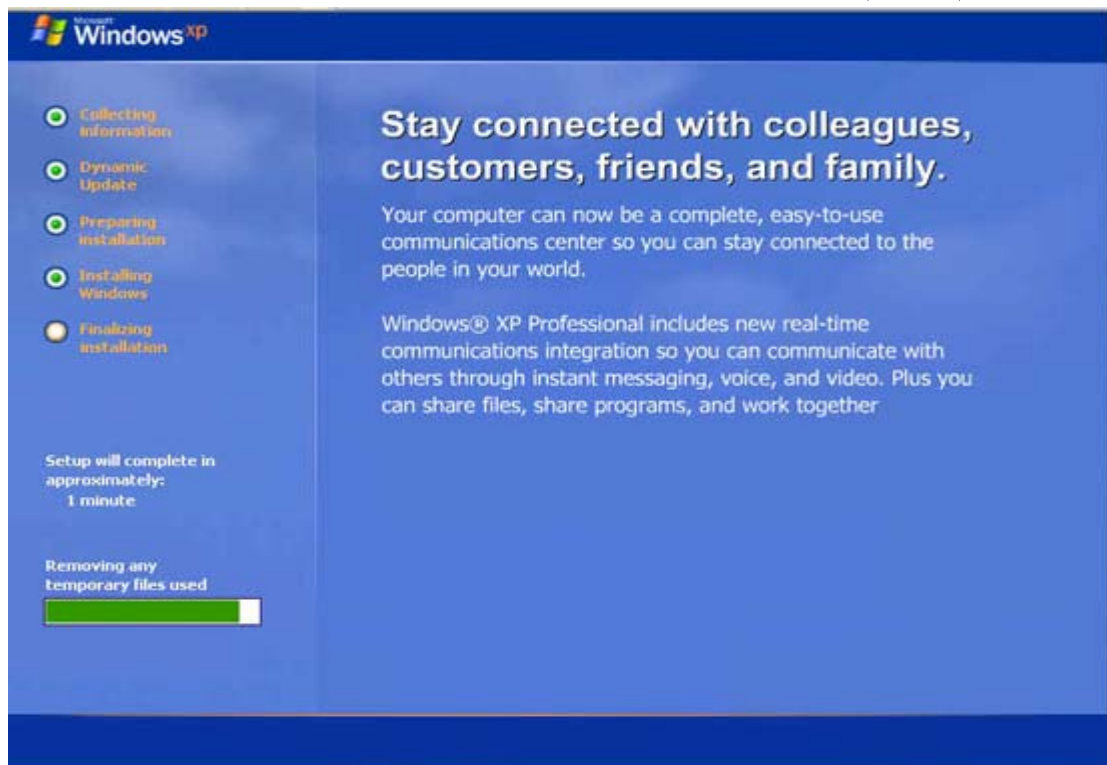 Microsoft
Windows xp
Collecting
information
Dynamic
Update
Preparing
installation
Installing
Windows
Finalizing
installation
Setup will complete in
approximately:
1 minute
Removing any
temporary files used
Stay connected with colleagues,
customers, friends, and family.
Your computer can now be a complete, easy-to-use
communications center so you can stay connected to the
people in your world.
Windows® XP Professional includes new real-time
communications integration so you can communicate with
others through instant messaging, voice, and video. Plus you
can share files, share programs, and work together